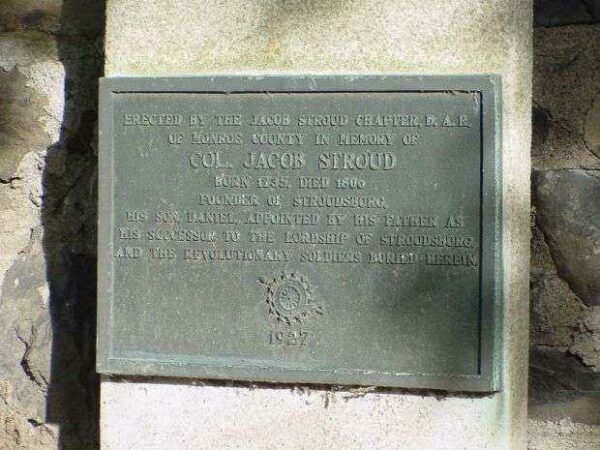 ERECTED BY THE JACOB STROUD CHAPTER, D. A. R.
OF MONROE COUNTY IN MEMORY OF
COL. JACOB STROUD
BORN 1735, DIED 1806
FOUNDER OF STROUDSBURG,
HIS SON DANIEL, APPOINTED BY HIS FATHER AS
HIS SUCCESSOR TO THE LORDSHIP OF STROUDSBURG,
AND THE REVOLUTIONARY SOLDIERS BURIED HEREIN.
1927